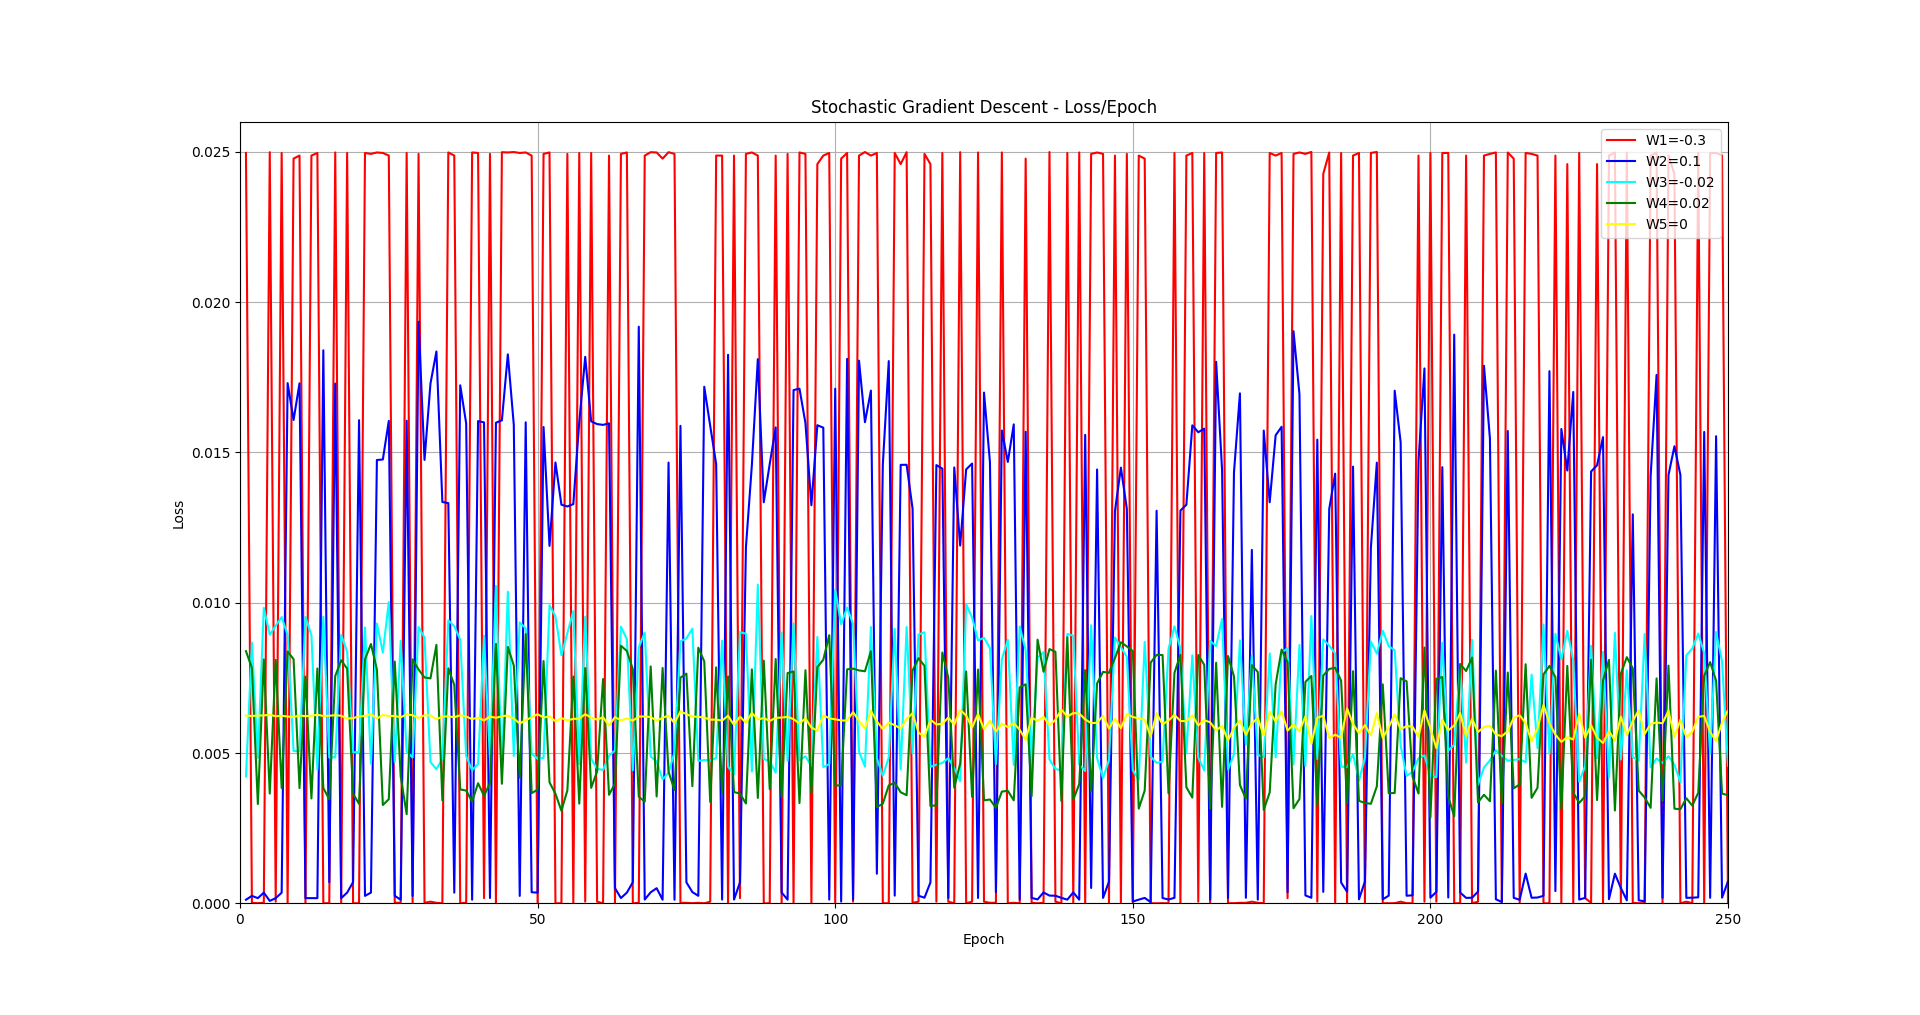 Stochastic Gradient Descent - Loss/Epoch
W1=-0.3
W2=0.1
W3=-0.02
W4=0.02
W5=0
0.025
0.020
0.015
0.010
0.005
0.000
Loss
0 50 100 150 200 250
Epoch